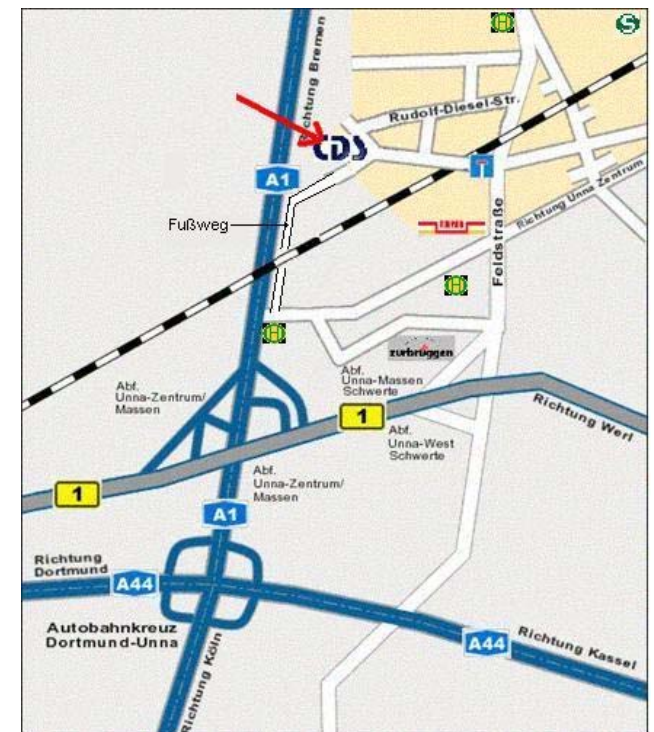 H
S
Richtung Bremen
Rudolf-Diesel-Str.
CDS
A1
Richtung Unna Zentrum
Fußweg
Feldstraße
H
H
zurbrüggen
Abf.
Unna-Zentrum/
Massen
Abf.
Unna-Massen
Schwerte
1
Abf.
Unna-West
Schwerte
Richtung Werl
Abf.
Unna-Zentrum/
Massen
1
A1
Richtung
Dortmund
A44
Autobahnkreuz
Dortmund-Unna
A44
Richtung Kassel
Richtung Köln